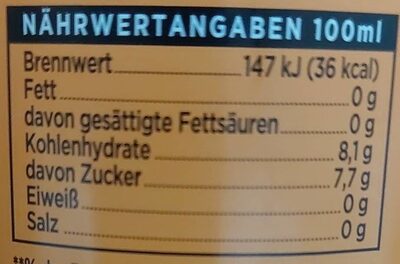 NÄHRWERTANGABEN 100ml
Brennwert 147 kJ (36 kcal)
Fett 0 g
davon gesättigte Fettsäuren 0 g
Kohlenhydrate 8,1 g
davon Zucker 7,7 g
Eiweiß 0 g
Salz 0 g